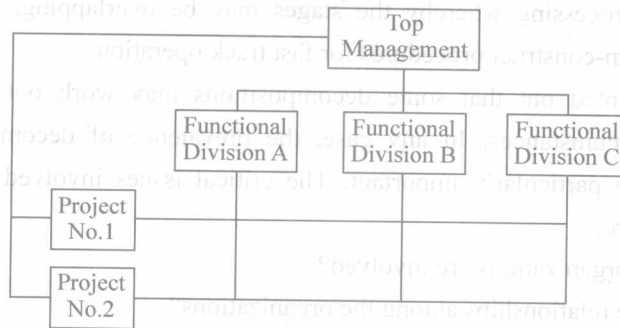 Top
Management
Functional
Division A
Functional
Division B
Functional
Division C
Project
No.1
Project
No.2